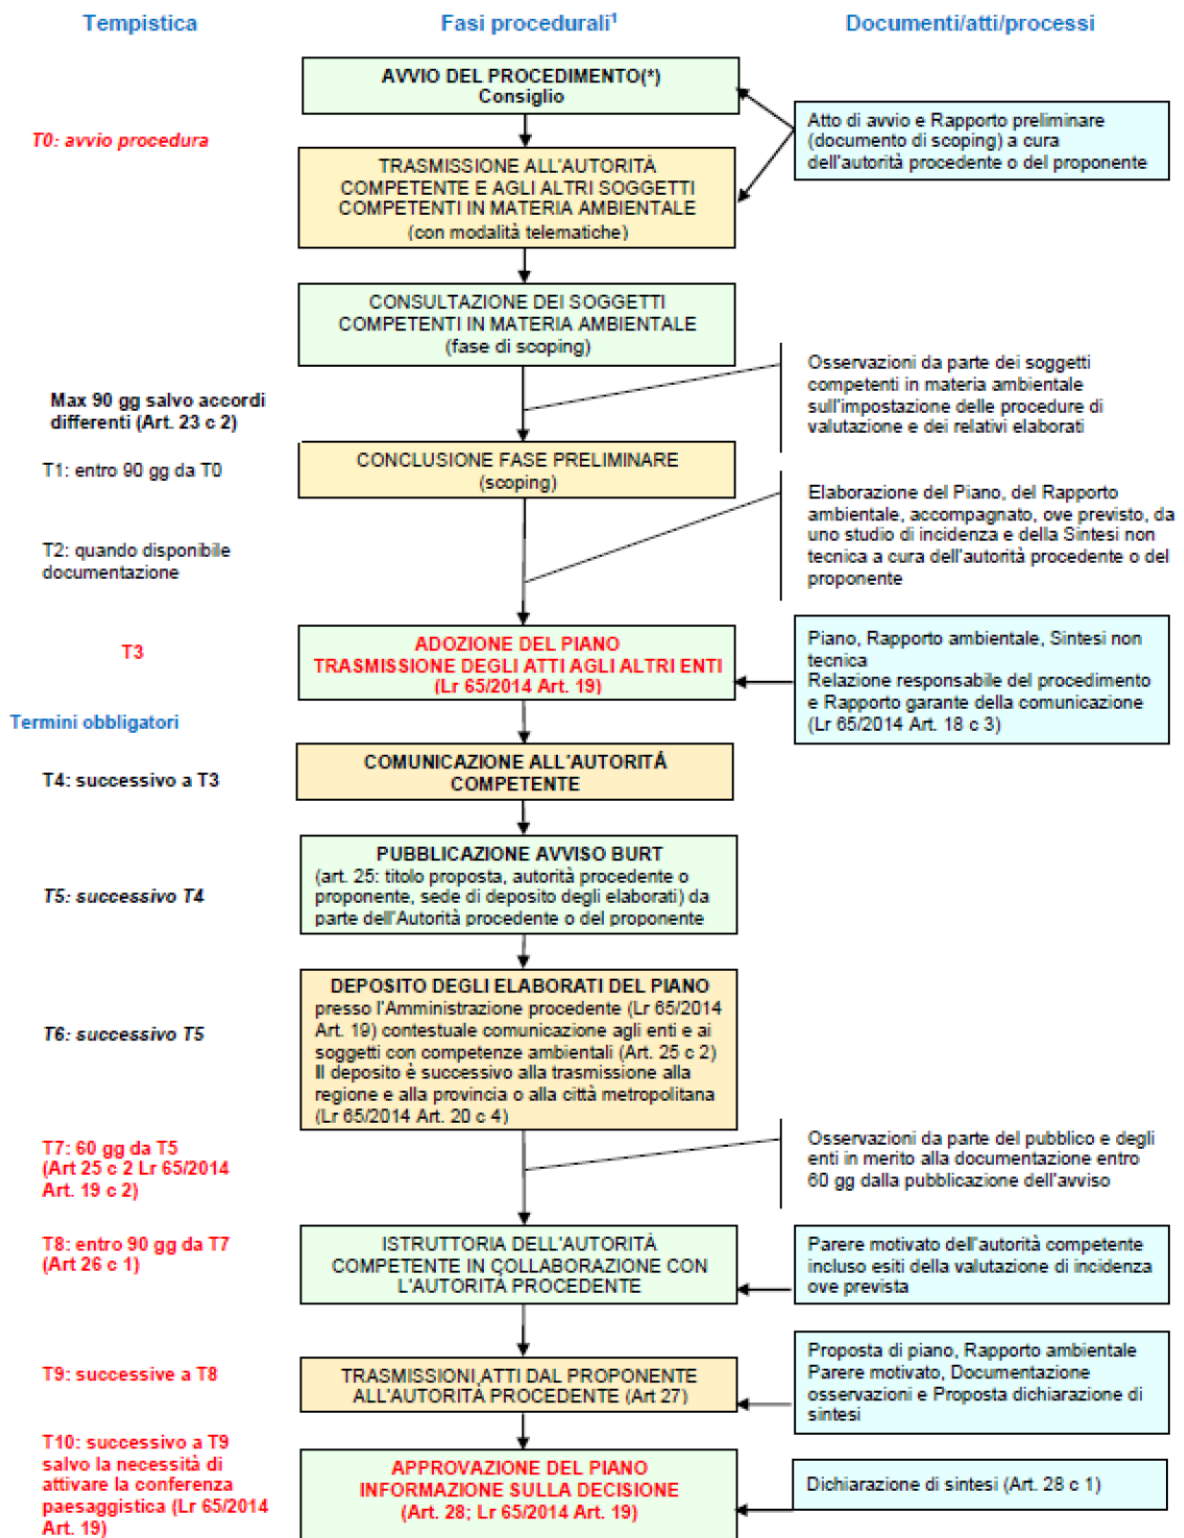 Tempistica
Fasi procedurali¹
Documenti/atti/processi
AVVIO DEL PROCEDIMENTO(*)
Consiglio
T0: avvio procedura
Atto di avvio e Rapporto preliminare
(documento di scoping) a cura
dell'autorità procedente o del proponente
TRASMISSIONE ALL'AUTORITÀ
COMPETENTE E AGLI ALTRI SOGGETTI
COMPETENTI IN MATERIA AMBIENTALE
(con modalità telematiche)
CONSULTAZIONE DEI SOGGETTI
COMPETENTI IN MATERIA AMBIENTALE
(fase di scoping)
Max 90 gg salvo accordi
differenti (Art. 23 c 2)
Osservazioni da parte dei soggetti
competenti in materia ambientale
sull'impostazione delle procedure di
valutazione e dei relativi elaborati
T1: entro 90 gg da T0
CONCLUSIONE FASE PRELIMINARE
(scoping)
T2: quando disponibile
documentazione
Elaborazione del Piano, del Rapporto
ambientale, accompagnato, ove previsto, da
uno studio di incidenza e della Sintesi non
tecnica a cura dell'autorità procedente o del
proponente
T3
ADOZIONE DEL PIANO
TRASMISSIONE DEGLI ATTI AGLI ALTRI ENTI
(Lr 65/2014 Art. 19)
Piano, Rapporto ambientale, Sintesi non
tecnica
Relazione responsabile del procedimento
e Rapporto garante della comunicazione
(Lr 65/2014 Art. 18 c 3)
Termini obbligatori
T4: successivo a T3
COMUNICAZIONE ALL'AUTORITÁ
COMPETENTE
T5: successivo T4
PUBBLICAZIONE AVVISO BURT
(art. 25: titolo proposta, autorità procedente o
proponente, sede di deposito degli elaborati) da
parte dell'Autorità procedente o del proponente
T6: successivo T5
DEPOSITO DEGLI ELABORATI DEL PIANO
presso l'Amministrazione procedente (Lr 65/2014
Art. 19) contestuale comunicazione agli enti e ai
soggetti con competenze ambientali (Art. 25 c 2)
Il deposito è successivo alla trasmissione alla
regione e alla provincia o alla città metropolitana
(Lr 65/2014 Art. 20 c 4)
T7: 60 gg da T5
(Art 25 c 2 Lr 65/2014
Art. 19 c 2)
Osservazioni da parte del pubblico e degli
enti in merito alla documentazione entro
60 gg dalla pubblicazione dell'avviso
T8: entro 90 gg da T7
(Art 26 c 1)
ISTRUTTORIA DELL'AUTORITÀ
COMPETENTE IN COLLABORAZIONE CON
L'AUTORITÀ PROCEDENTE
Parere motivato dell'autorità competente
incluso esiti della valutazione di incidenza
ove prevista
T9: successive a T8
TRASMISSIONI ATTI DAL PROPONENTE
ALL'AUTORITÀ PROCEDENTE (Art 27)
Proposta di piano, Rapporto ambientale
Parere motivato, Documentazione
osservazioni e Proposta dichiarazione di
sintesi
T10: successivo a T9
salvo la necessità di
attivare la conferenza
paesaggistica (Lr 65/2014
Art. 19)
APPROVAZIONE DEL PIANO
INFORMAZIONE SULLA DECISIONE
(Art. 28; Lr 65/2014 Art. 19)
Dichiarazione di sintesi (Art. 28 c 1)